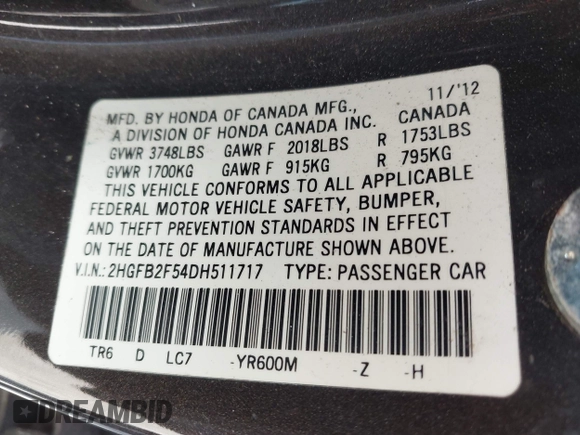 11/'12
MFD. BY HONDA OF CANADA MFG., CANADA
A DIVISION OF HONDA CANADA INC.
GVWR 3748LBS GAWR F 2018LBS R 1753LBS
GVWR 1700KG GAWR F 915KG R 795KG
THIS VEHICLE CONFORMS TO ALL APPLICABLE
FEDERAL MOTOR VEHICLE SAFETY, BUMPER,
AND THEFT PREVENTION STANDARDS IN EFFECT
ON THE DATE OF MANUFACTURE SHOWN ABOVE.
V.I.N.:2HGFB2F54DH511717 TYPE: PASSENGER CAR
TR6 D LC7 -YR600M -Z -H
DREAMBID